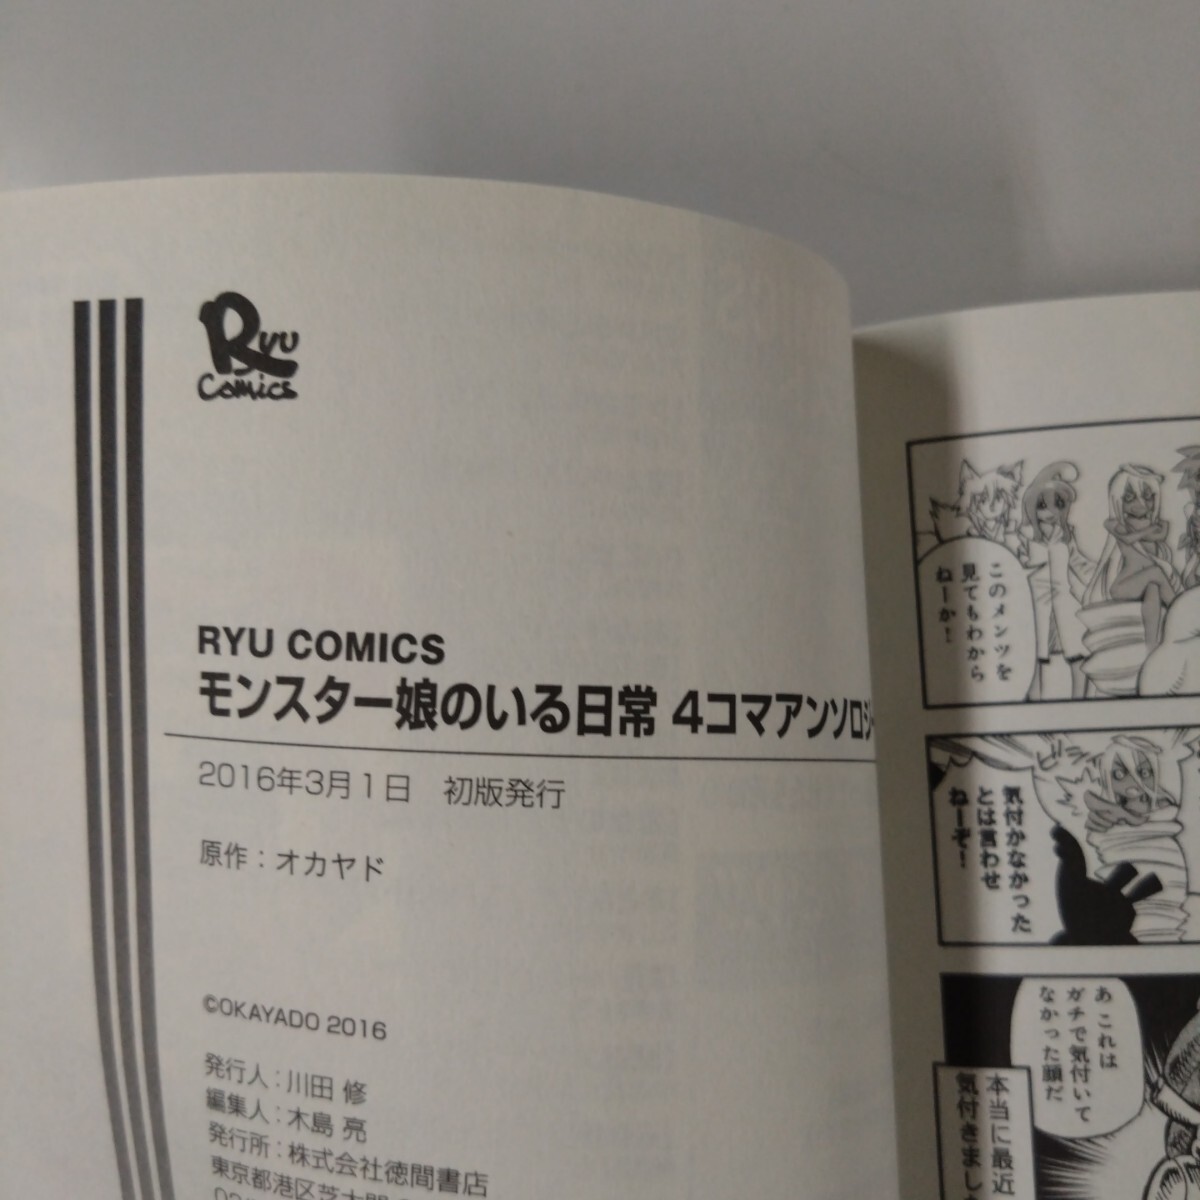 Ryu
Comics
RYU COMICS
モンスター娘のいる日常 4コマアンソロジー
2016年3月1日　初版発行
原作：オカヤド
©OKAYADO 2016
発行人：川田 修
編集人：木島 亮
発行所：株式会社徳間書店
東京都港区芝大門
このメンツを
見てもわから
ねーか！
気付かなかった
とは言わせ
ねーぞ！
あ これは
ガチで気付いて
なかった顔だ
本当に最近
気付きました